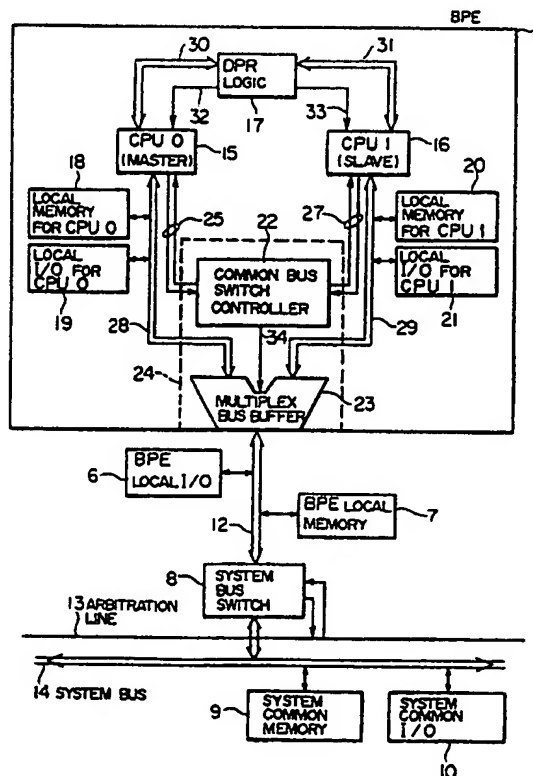 BPE
30
31
DPR
LOGIC
32
17
33
CPU 0
(MASTER)
15
CPU 1
(SLAVE)
16
18
LOCAL
MEMORY
FOR CPU 0
25
LOCAL
I/O FOR
CPU 0
19
20
LOCAL
MEMORY
FOR CPU 1
27
LOCAL
I/O FOR
CPU 1
21
22
COMMON BUS
SWITCH
CONTROLLER
28
34
29
24
MULTIPLEX
BUS BUFFER
23
BPE
LOCAL I/O
6
BPE LOCAL
MEMORY
7
12
8
SYSTEM
BUS
SWITCH
13 ARBITRATION
LINE
14 SYSTEM BUS
SYSTEM
COMMON
MEMORY
9
SYSTEM
COMMON
I/O
10